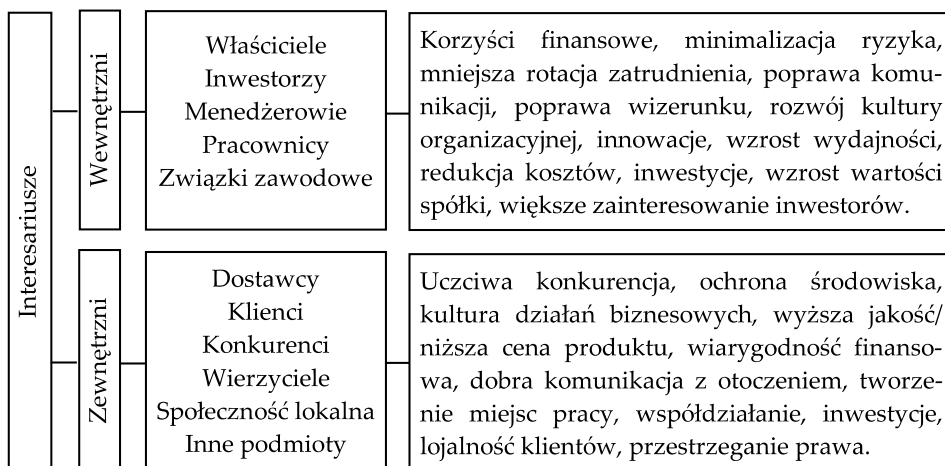 Interesariusze
Wewnętrzni
Właściciele
Inwestorzy
Menedżerowie
Pracownicy
Związki zawodowe
Korzyści finansowe, minimalizacja ryzyka,
mniejsza rotacja zatrudnienia, poprawa komu-
nikacji, poprawa wizerunku, rozwój kultury
organizacyjnej, innowacje, wzrost wydajności,
redukcja kosztów, inwestycje, wzrost wartości
spółki, większe zainteresowanie inwestorów.
Zewnętrzni
Dostawcy
Klienci
Konkurenci
Wierzyciele
Społeczność lokalna
Inne podmioty
Uczciwa konkurencja, ochrona środowiska,
kultura działań biznesowych, wyższa jakość/
niższa cena produktu, wiarygodność finanso-
wa, dobra komunikacja z otoczeniem, tworze-
nie miejsc pracy, współdziałanie, inwestycje,
lojalność klientów, przestrzeganie prawa.